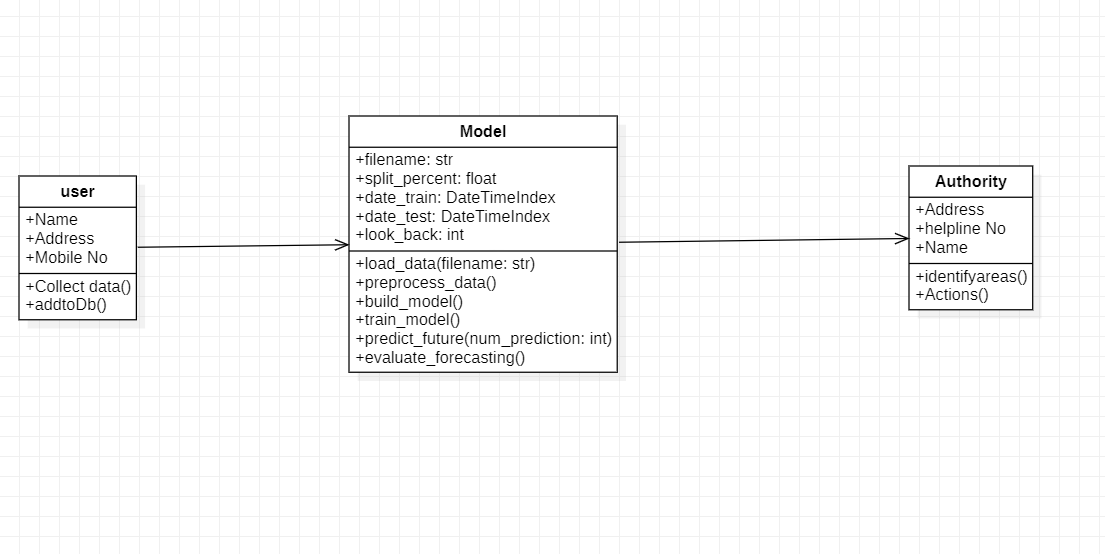 user
+Name
+Address
+Mobile No
+Collect data()
+addtoDb()
Model
+filename: str
+split_percent: float
+date_train: DateTimeIndex
+date_test: DateTimeIndex
+look_back: int
+load_data(filename: str)
+preprocess_data()
+build_model()
+train_model()
+predict_future(num_prediction: int)
+evaluate_forecasting()
Authority
+Address
+helpline No
+Name
+identifyareas()
+Actions()